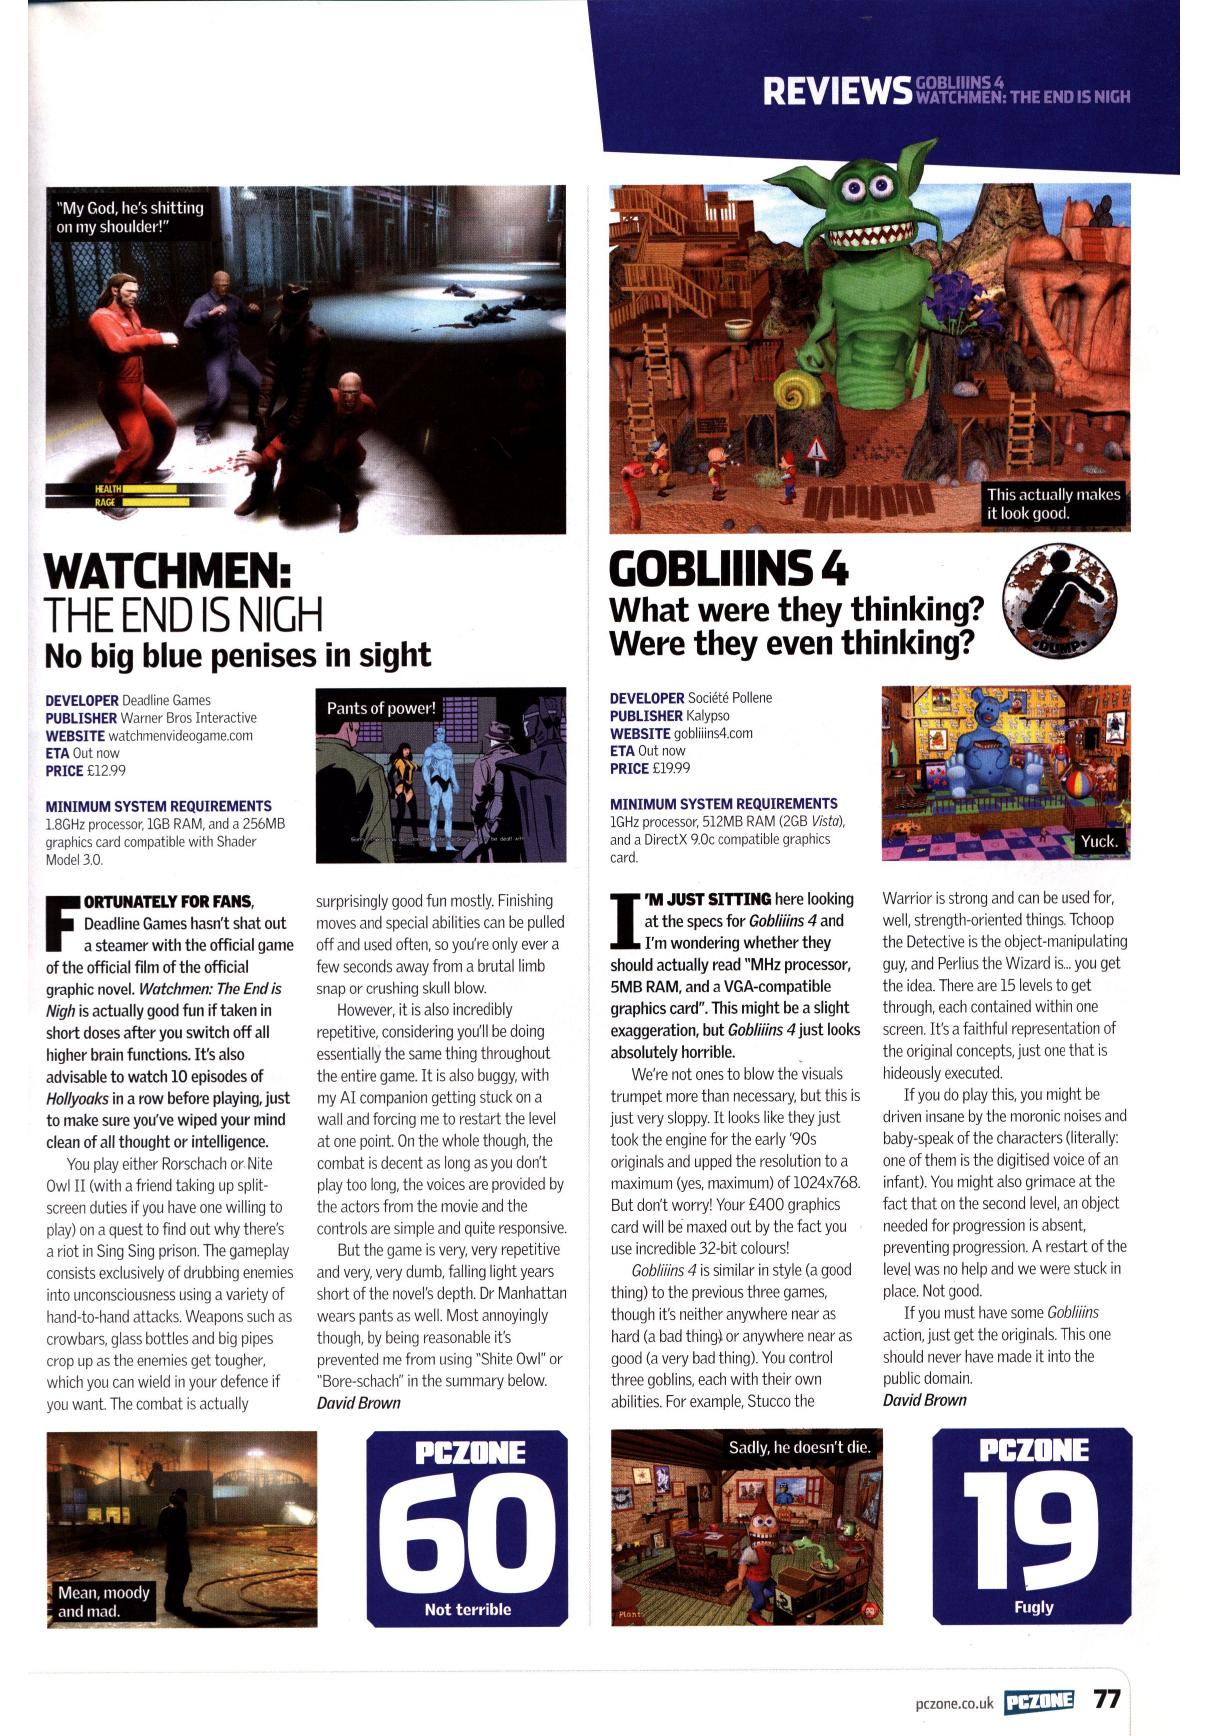 REVIEWS GOBLIIINS 4
WATCHMEN: THE END IS NIGH
"My God, he's shitting
on my shoulder!"
HEALTH
RAGE
WATCHMEN:
THE END IS NIGH
No big blue penises in sight
DEVELOPER Deadline Games
PUBLISHER Warner Bros Interactive
WEBSITE watchmenvideogame.com
ETA Out now
PRICE £12.99
MINIMUM SYSTEM REQUIREMENTS
1.8GHz processor, 1GB RAM, and a 256MB
graphics card compatible with Shader
Model 3.0.
Pants of power!
FORTUNATELY FOR FANS,
Deadline Games hasn't shat out
a steamer with the official game
of the official film of the official
graphic novel. Watchmen: The End is
Nigh is actually good fun if taken in
short doses after you switch off all
higher brain functions. It's also
advisable to watch 10 episodes of
Hollyoaks in a row before playing, just
to make sure you've wiped your mind
clean of all thought or intelligence.
You play either Rorschach or Nite
Owl II (with a friend taking up split-
screen duties if you have one willing to
play) on a quest to find out why there's
a riot in Sing Sing prison. The gameplay
consists exclusively of drubbing enemies
into unconsciousness using a variety of
hand-to-hand attacks. Weapons such as
crowbars, glass bottles and big pipes
crop up as the enemies get tougher,
which you can wield in your defence if
you want. The combat is actually
surprisingly good fun mostly. Finishing
moves and special abilities can be pulled
off and used often, so you're only ever a
few seconds away from a brutal limb
snap or crushing skull blow.
However, it is also incredibly
repetitive, considering you'll be doing
essentially the same thing throughout
the entire game. It is also buggy, with
my AI companion getting stuck on a
wall and forcing me to restart the level
at one point. On the whole though, the
combat is decent as long as you don't
play too long, the voices are provided by
the actors from the movie and the
controls are simple and quite responsive.
But the game is very, very repetitive
and very, very dumb, falling light years
short of the novel's depth. Dr Manhattan
wears pants as well. Most annoyingly
though, by being reasonable it's
prevented me from using "Shite Owl" or
"Bore-schach" in the summary below.
David Brown
Mean, moody
and mad.
PCZONE
60
Not terrible
This actually makes
it look good.
GOBLIIINS 4
What were they thinking?
Were they even thinking?
•DUMP•
DEVELOPER Société Pollene
PUBLISHER Kalypso
WEBSITE gobliiins4.com
ETA Out now
PRICE £19.99
MINIMUM SYSTEM REQUIREMENTS
1GHz processor, 512MB RAM (2GB Vista),
and a DirectX 9.0c compatible graphics
card.
Yuck.
I'M JUST SITTING here looking
at the specs for Gobliiins 4 and
I'm wondering whether they
should actually read "MHz processor,
5MB RAM, and a VGA-compatible
graphics card". This might be a slight
exaggeration, but Gobliiins 4 just looks
absolutely horrible.
We're not ones to blow the visuals
trumpet more than necessary, but this is
just very sloppy. It looks like they just
took the engine for the early '90s
originals and upped the resolution to a
maximum (yes, maximum) of 1024x768.
But don't worry! Your £400 graphics
card will be maxed out by the fact you
use incredible 32-bit colours!
Gobliiins 4 is similar in style (a good
thing) to the previous three games,
though it's neither anywhere near as
hard (a bad thing) or anywhere near as
good (a very bad thing). You control
three goblins, each with their own
abilities. For example, Stucco the
Warrior is strong and can be used for,
well, strength-oriented things. Tchoop
the Detective is the object-manipulating
guy, and Perlius the Wizard is... you get
the idea. There are 15 levels to get
through, each contained within one
screen. It's a faithful representation of
the original concepts, just one that is
hideously executed.
If you do play this, you might be
driven insane by the moronic noises and
baby-speak of the characters (literally:
one of them is the digitised voice of an
infant). You might also grimace at the
fact that on the second level, an object
needed for progression is absent,
preventing progression. A restart of the
level was no help and we were stuck in
place. Not good.
If you must have some Gobliiins
action, just get the originals. This one
should never have made it into the
public domain.
David Brown
Sadly, he doesn't die.
Plant
PCZONE
19
Fugly
pczone.co.uk PCZONE 77